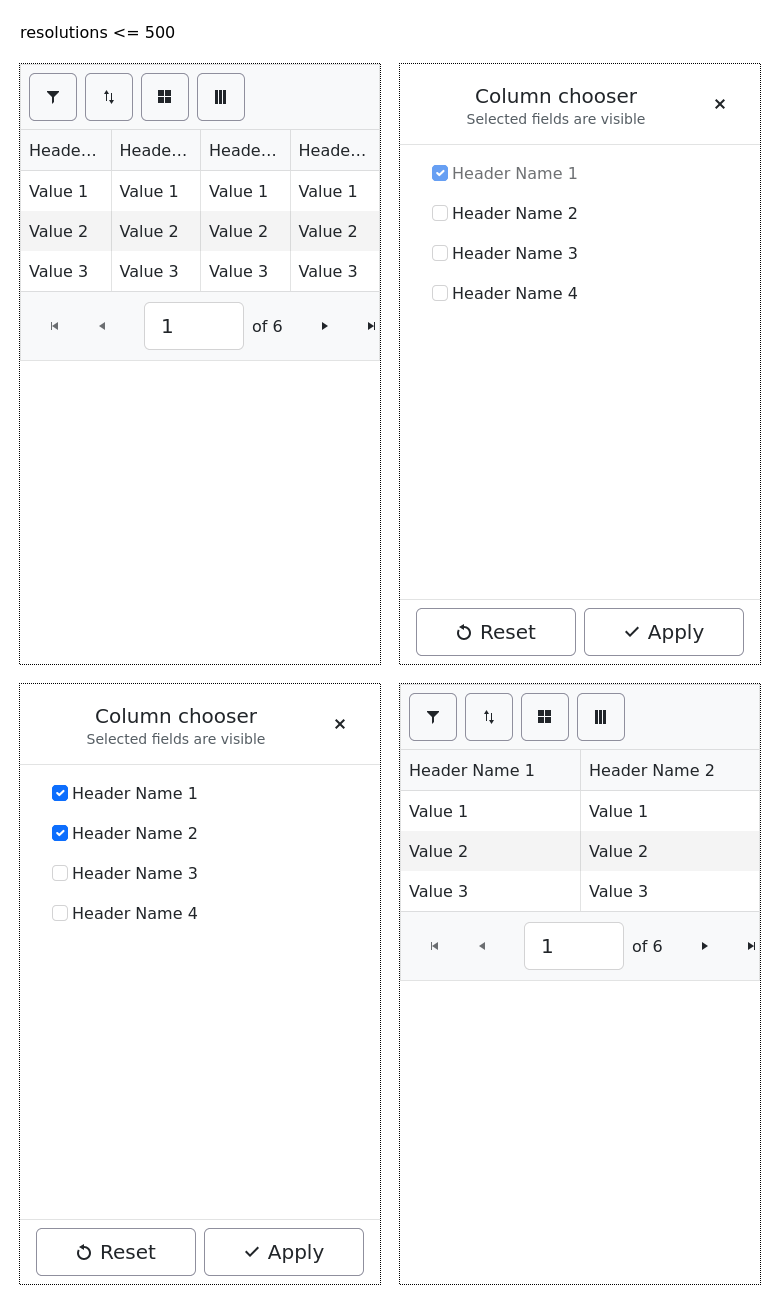 resolutions <= 500
Heade... Heade... Heade... Heade...
Value 1 Value 1 Value 1 Value 1
Value 2 Value 2 Value 2 Value 2
Value 3 Value 3 Value 3 Value 3
1 of 6
Column chooser
Selected fields are visible
Header Name 1
Header Name 2
Header Name 3
Header Name 4
Reset Apply
Column chooser
Selected fields are visible
Header Name 1
Header Name 2
Header Name 3
Header Name 4
Reset Apply
Header Name 1 Header Name 2
Value 1 Value 1
Value 2 Value 2
Value 3 Value 3
1 of 6